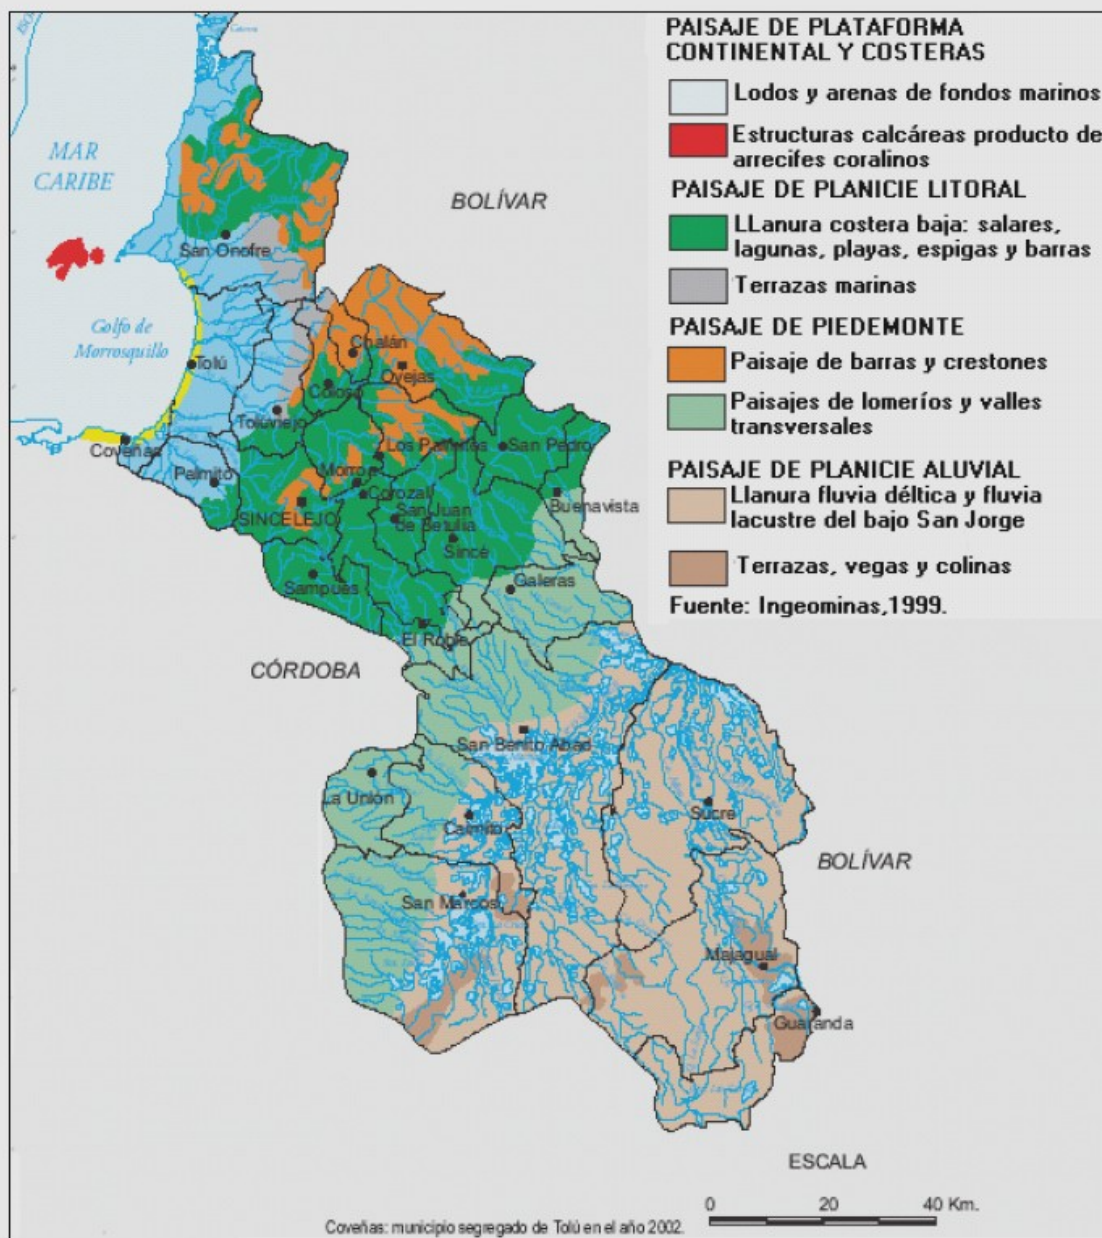 PAISAJE DE PLATAFORMA
CONTINENTAL Y COSTERAS
Lodos y arenas de fondos marinos
Estructuras calcáreas producto de
arrecifes coralinos
PAISAJE DE PLANICIE LITORAL
LLanura costera baja: salares,
lagunas, playas, espigas y barras
Terrazas marinas
PAISAJE DE PIEDEMONTE
Paisaje de barras y crestones
Paisajes de lomeríos y valles
transversales
PAISAJE DE PLANICIE ALUVIAL
Llanura fluvia déltica y fluvia
lacustre del bajo San Jorge
Terrazas, vegas y colinas
Fuente: Ingeominas,1999.
MAR
CARIBE
BOLÍVAR
San Onofre
Golfo de
Morrosquillo
Tolú
Chalán
Ovejas
Coloso
Tolúviejo
Coveñas
Los Palmitos
San Pedro
Palmito
Morroa
Corozal
Buenavista
SINCELEJO
San Juan
de Betulia
Sincé
Sampués
Galeras
El Roble
CÓRDOBA
San Benito Abad
La Unión
Caimito
Sucre
BOLÍVAR
San Marcos
Majagual
Guaranda
ESCALA
0 20 40 Km.
Coveñas: municipio segregado de Tolú en el año 2002.